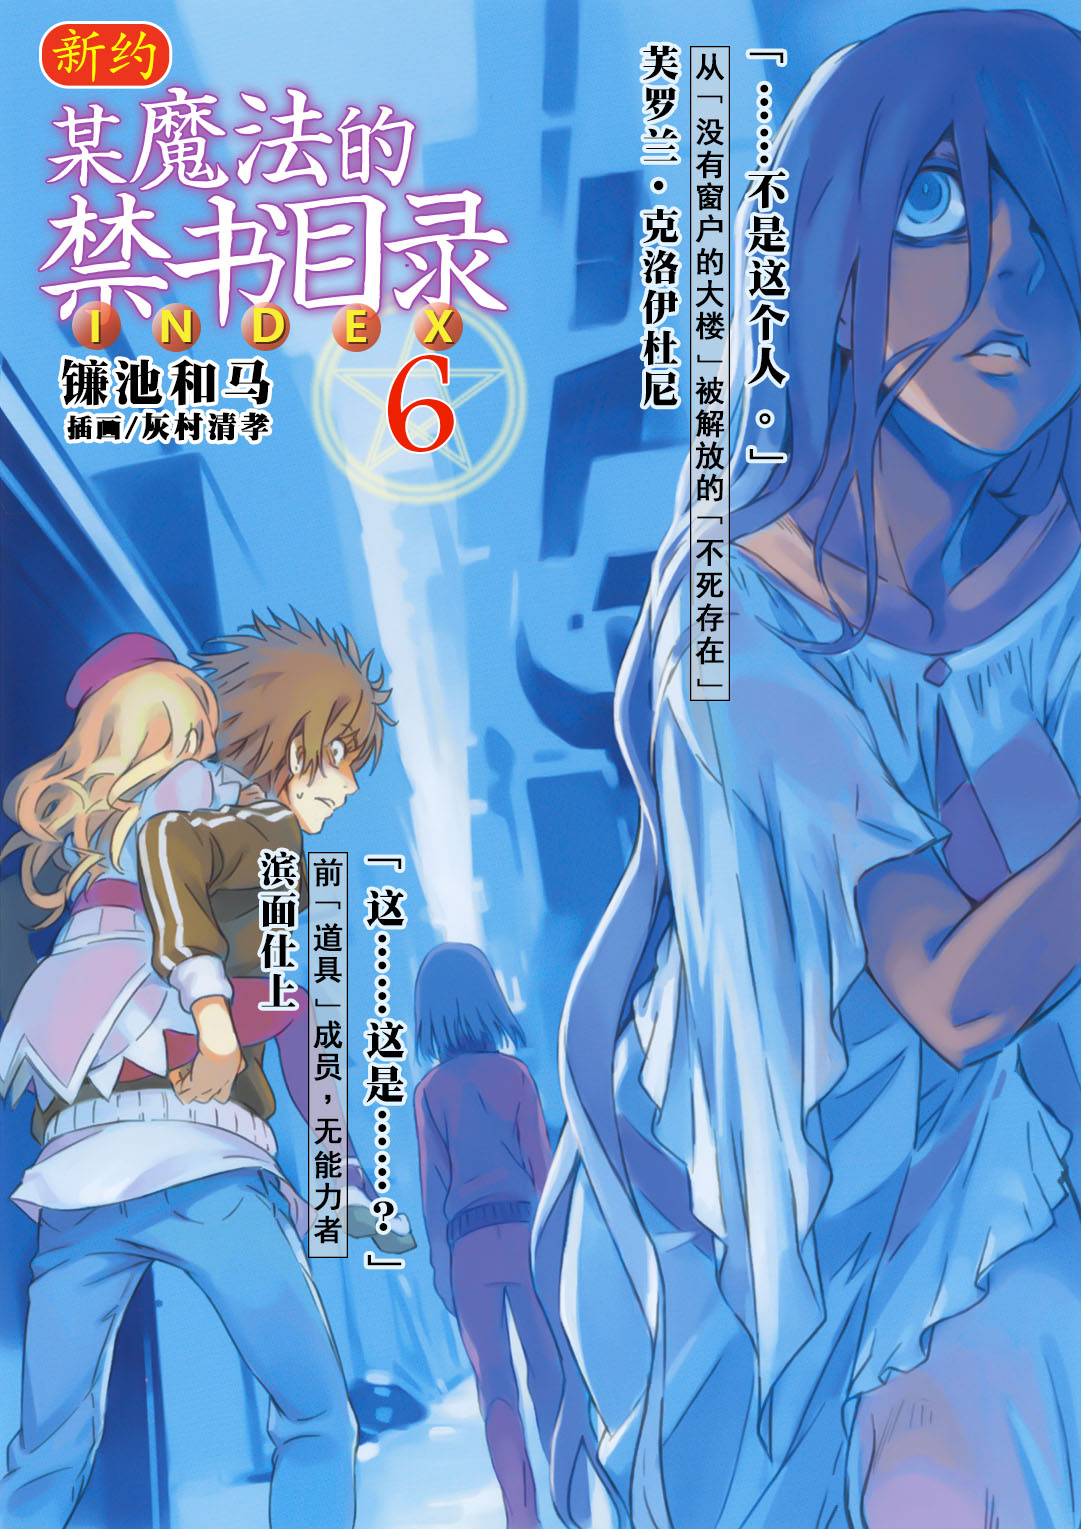 新约
某魔法的
禁书目录
INDEX
6
镰池和马
插画/灰村清孝
「……不是这个人。」
从「没有窗户的大楼」被解放的「不死存在」
芙罗兰·克洛伊杜尼
「这……这是……?」
前「道具」成员，无能力者
滨面仕上